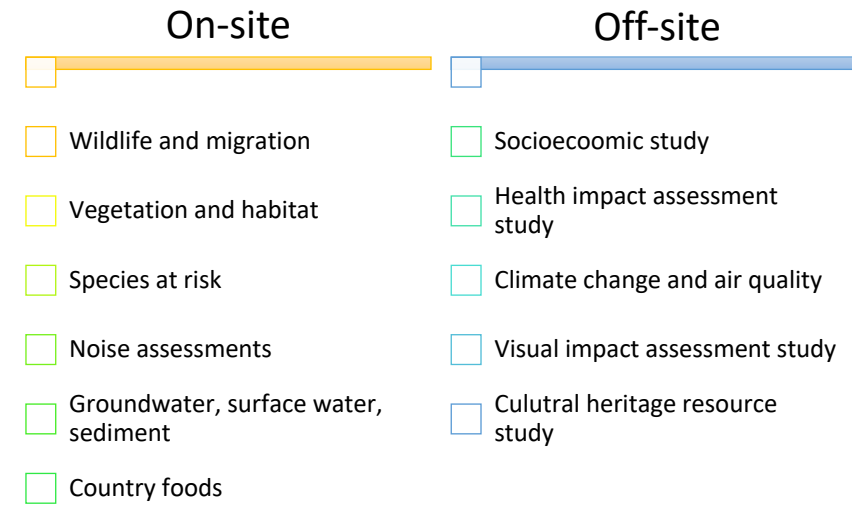 On-site
Wildlife and migration
Vegetation and habitat
Species at risk
Noise assessments
Groundwater, surface water,
sediment
Country foods
Off-site
Socioecoomic study
Health impact assessment
study
Climate change and air quality
Visual impact assessment study
Culutral heritage resource
study